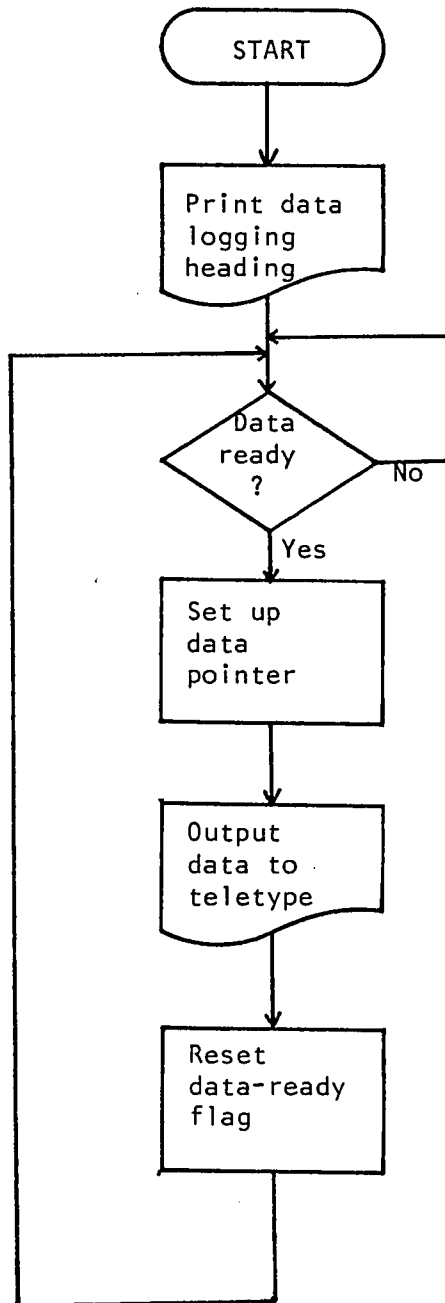 START
Print data
logging
heading
Data
ready
?
No
Yes
Set up
data
pointer
Output
data to
teletype
Reset
data-ready
flag